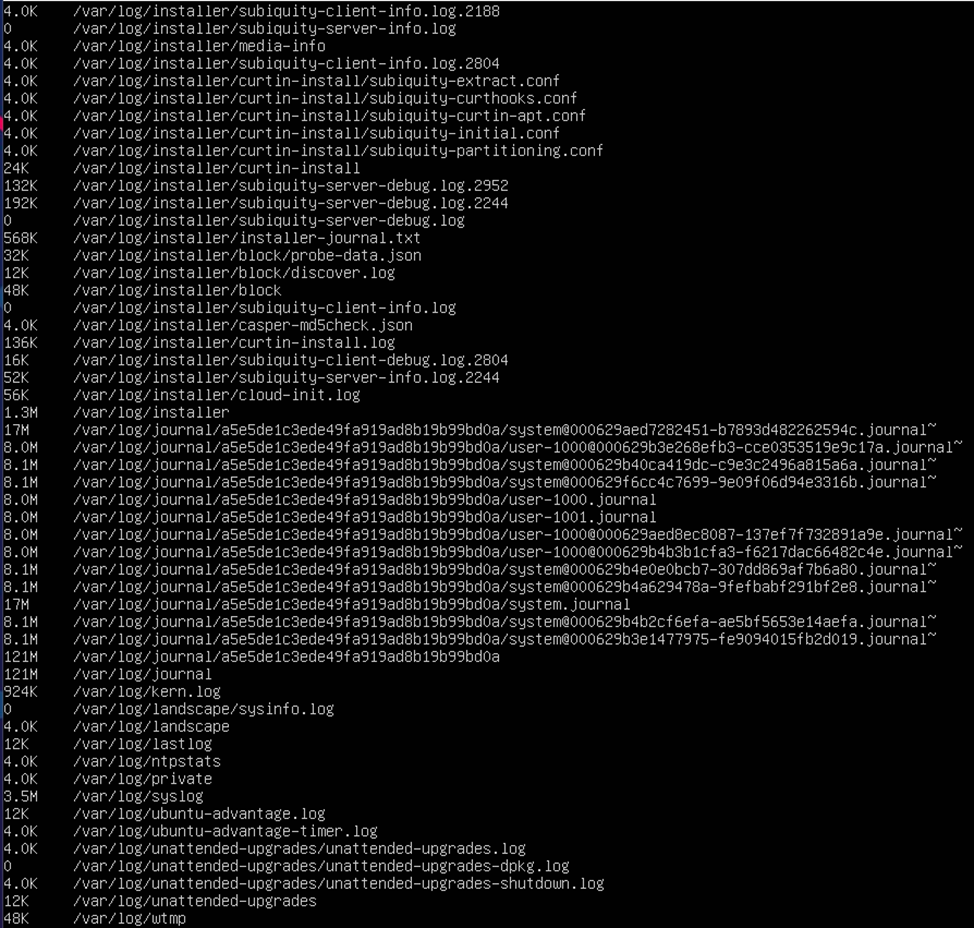 4.0K /var/log/installer/subiquity-client-info.log.2188
0 /var/log/installer/subiquity-server-info.log
4.0K /var/log/installer/media-info
4.0K /var/log/installer/subiquity-client-info.log.2804
4.0K /var/log/installer/curtin-install/subiquity-extract.conf
4.0K /var/log/installer/curtin-install/subiquity-curthooks.conf
4.0K /var/log/installer/curtin-install/subiquity-curtin-apt.conf
4.0K /var/log/installer/curtin-install/subiquity-initial.conf
4.0K /var/log/installer/curtin-install/subiquity-partitioning.conf
24K /var/log/installer/curtin-install
132K /var/log/installer/subiquity-server-debug.log.2952
192K /var/log/installer/subiquity-server-debug.log.2244
0 /var/log/installer/subiquity-server-debug.log
568K /var/log/installer/installer-journal.txt
32K /var/log/installer/block/probe-data.json
12K /var/log/installer/block/discover.log
48K /var/log/installer/block
0 /var/log/installer/subiquity-client-info.log
4.0K /var/log/installer/casper-md5check.json
136K /var/log/installer/curtin-install.log
16K /var/log/installer/subiquity-client-debug.log.2804
52K /var/log/installer/subiquity-server-info.log.2244
56K /var/log/installer/cloud-init.log
1.3M /var/log/installer
17M /var/log/journal/a5e5de1c3ede49fa919ad8b19b99bd0a/system@000629aed7282451-b7893d482262594c.journal~
8.0M /var/log/journal/a5e5de1c3ede49fa919ad8b19b99bd0a/user-1000@000629b3e268efb3-cce0353519e9c17a.journal~
8.1M /var/log/journal/a5e5de1c3ede49fa919ad8b19b99bd0a/system@000629b40ca419dc-c9e3c2496a815a6a.journal~
8.1M /var/log/journal/a5e5de1c3ede49fa919ad8b19b99bd0a/system@000629f6cc4c7699-9e09f06d94e3316b.journal~
8.0M /var/log/journal/a5e5de1c3ede49fa919ad8b19b99bd0a/user-1000.journal
8.0M /var/log/journal/a5e5de1c3ede49fa919ad8b19b99bd0a/user-1001.journal
8.0M /var/log/journal/a5e5de1c3ede49fa919ad8b19b99bd0a/user-1000@000629aed8ec8087-137ef7f732891a9e.journal~
8.0M /var/log/journal/a5e5de1c3ede49fa919ad8b19b99bd0a/user-1000@000629b4b3b1cfa3-f6217dac66482c4e.journal~
8.1M /var/log/journal/a5e5de1c3ede49fa919ad8b19b99bd0a/system@000629b4e0e0bcb7-307dd869af7b6a80.journal~
8.1M /var/log/journal/a5e5de1c3ede49fa919ad8b19b99bd0a/system@000629b4a629478a-9fefbabf291bf2e8.journal~
17M /var/log/journal/a5e5de1c3ede49fa919ad8b19b99bd0a/system.journal
8.1M /var/log/journal/a5e5de1c3ede49fa919ad8b19b99bd0a/system@000629b4b2cf6efa-ae5bf5653e14aefa.journal~
8.1M /var/log/journal/a5e5de1c3ede49fa919ad8b19b99bd0a/system@000629b3e1477975-fe9094015fb2d019.journal~
121M /var/log/journal/a5e5de1c3ede49fa919ad8b19b99bd0a
121M /var/log/journal
924K /var/log/kern.log
0 /var/log/landscape/sysinfo.log
4.0K /var/log/landscape
12K /var/log/lastlog
4.0K /var/log/ntpstats
4.0K /var/log/private
3.5M /var/log/syslog
12K /var/log/ubuntu-advantage.log
4.0K /var/log/ubuntu-advantage-timer.log
4.0K /var/log/unattended-upgrades/unattended-upgrades.log
0 /var/log/unattended-upgrades/unattended-upgrades-dpkg.log
4.0K /var/log/unattended-upgrades/unattended-upgrades-shutdown.log
12K /var/log/unattended-upgrades
48K /var/log/wtmp